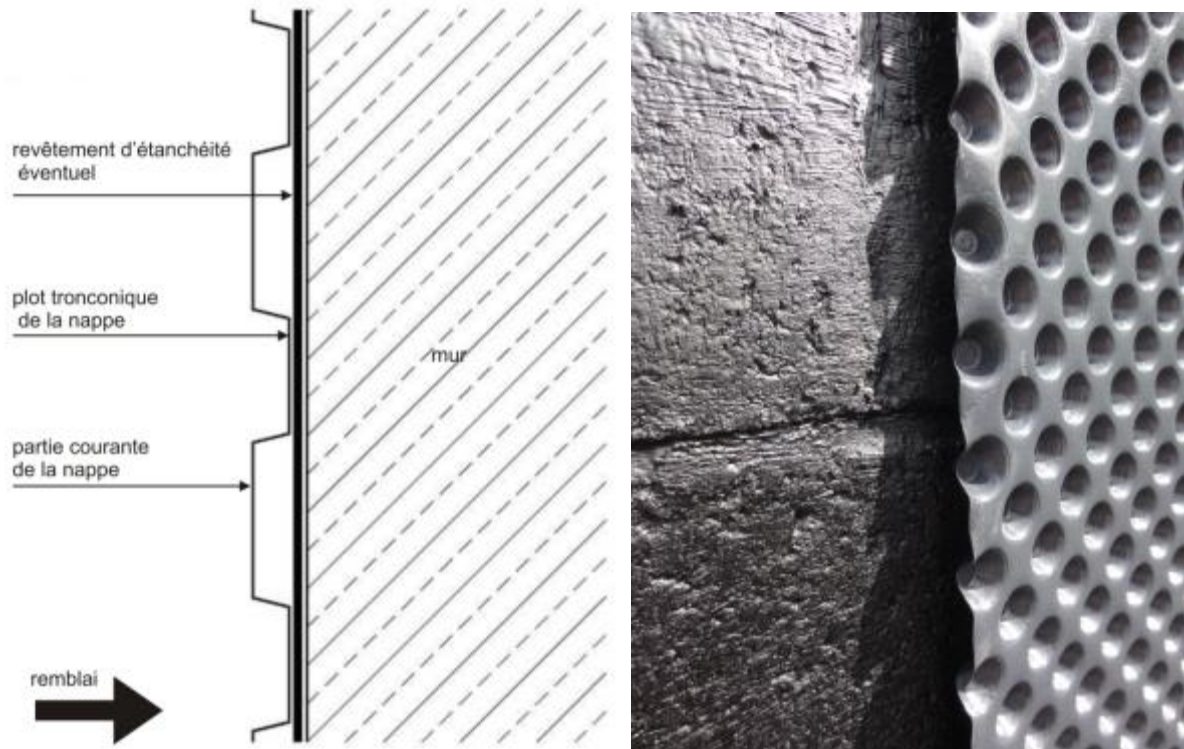 revêtement d'étanchéité
éventuel
plot tronconique
de la nappe
mur
partie courante
de la nappe
remblai